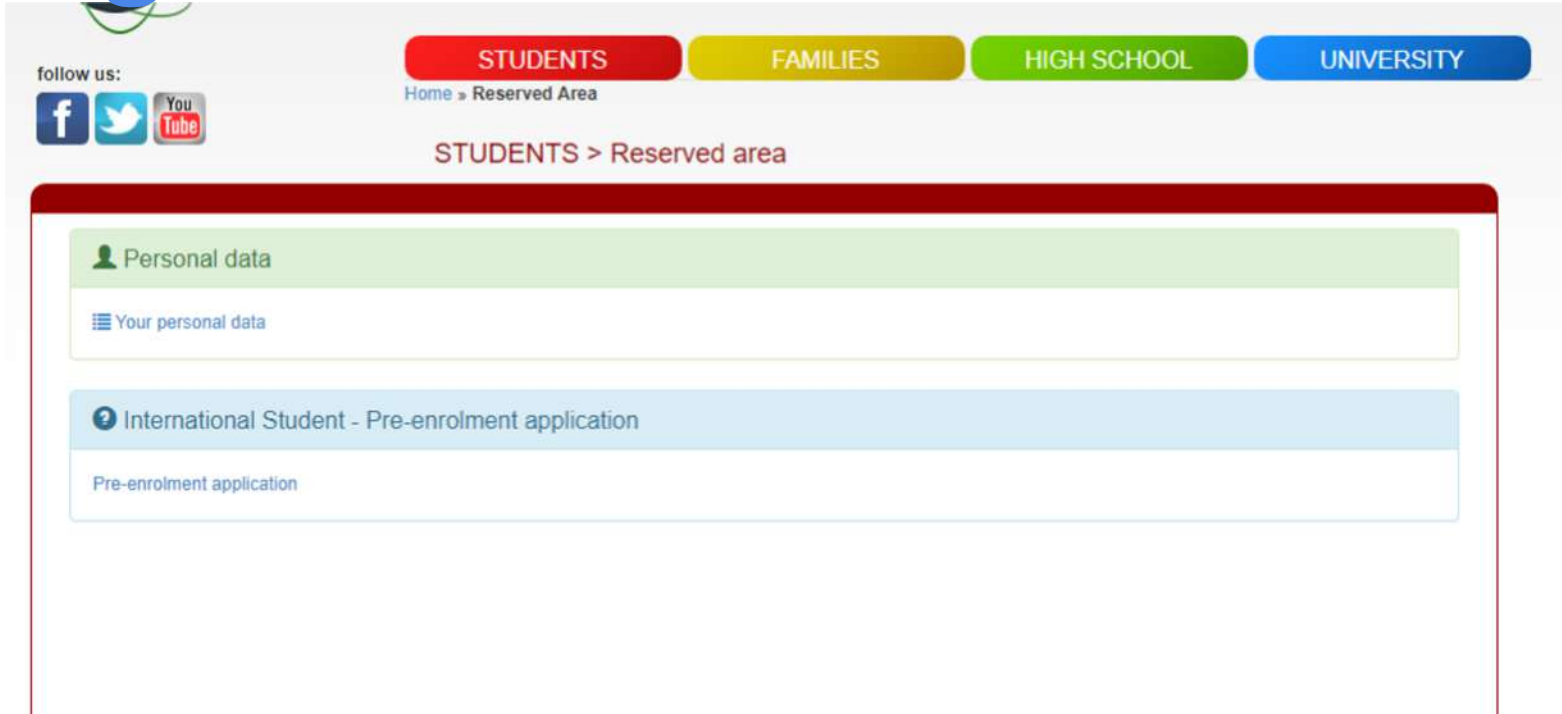 follow us:
You
Tube
STUDENTS
FAMILIES
HIGH SCHOOL
UNIVERSITY
Home » Reserved Area
STUDENTS > Reserved area
Personal data
Your personal data
International Student - Pre-enrolment application
Pre-enrolment application